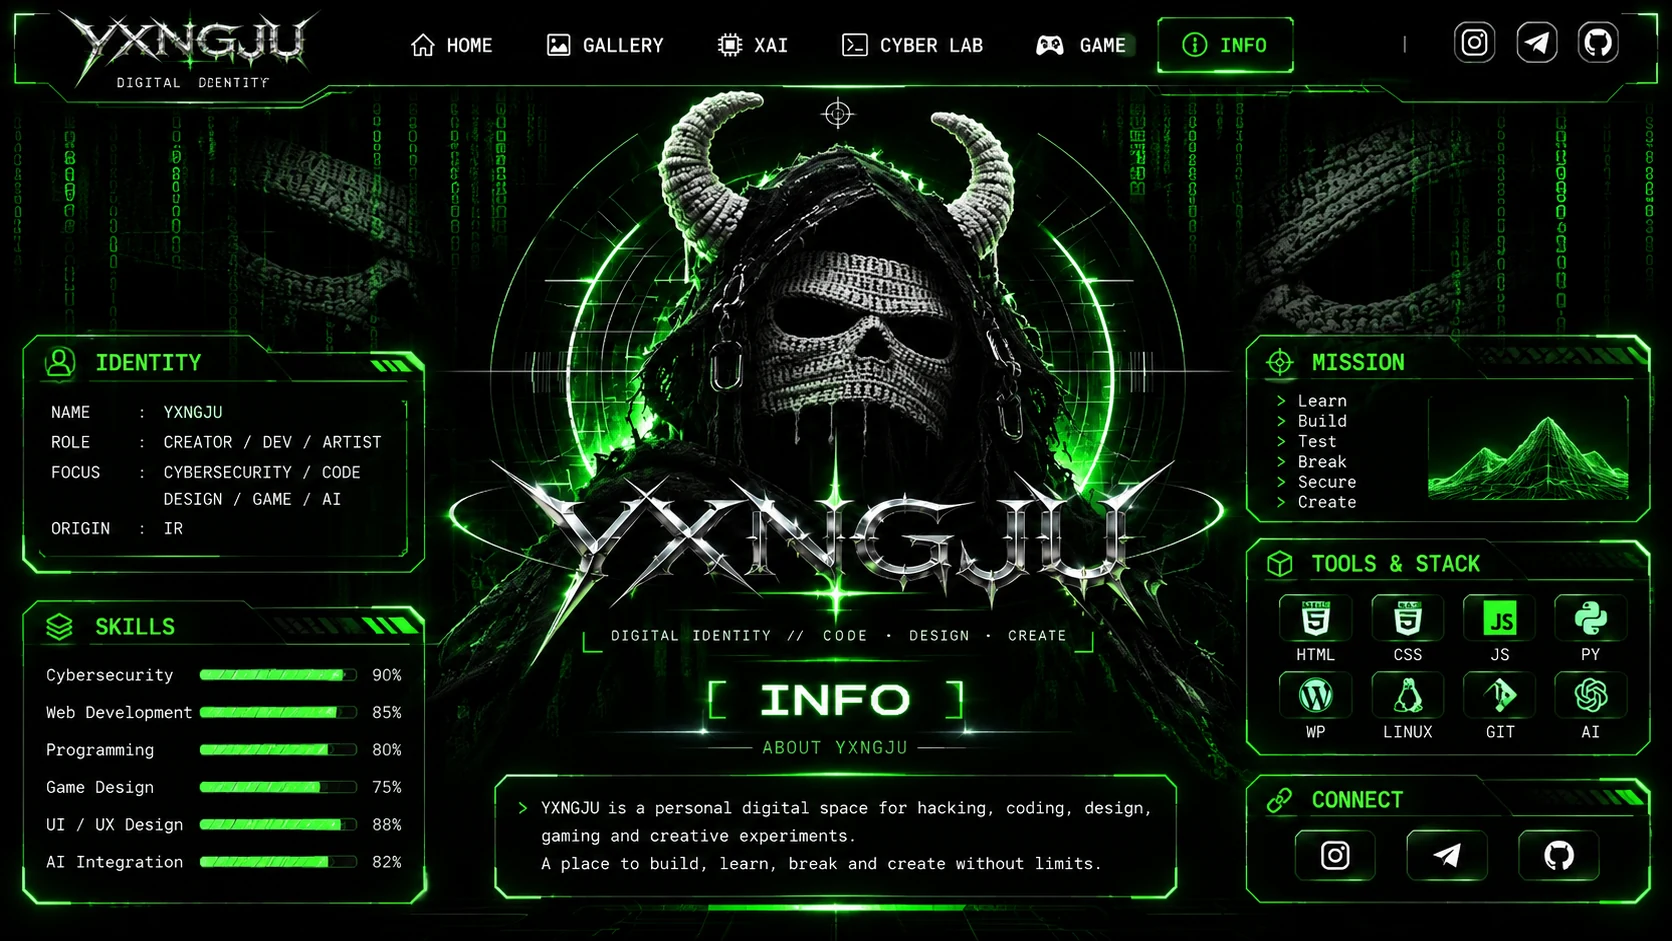 YXNGJU
DIGITAL IDENTITY
HOME
GALLERY
XAI
CYBER LAB
GAME
INFO
IDENTITY
NAME : YXNGJU
ROLE : CREATOR / DEV / ARTIST
FOCUS : CYBERSECURITY / CODE
DESIGN / GAME / AI
ORIGIN : IR
SKILLS
Cybersecurity 90%
Web Development 85%
Programming 80%
Game Design 75%
UI / UX Design 88%
AI Integration 82%
YXNGJU
DIGITAL IDENTITY // CODE • DESIGN • CREATE
INFO
ABOUT YXNGJU
> YXNGJU is a personal digital space for hacking, coding, design,
gaming and creative experiments.
A place to build, learn, break and create without limits.
MISSION
> Learn
> Build
> Test
> Break
> Secure
> Create
TOOLS & STACK
5 5 JS
HTML CSS JS PY
WP LINUX GIT AI
CONNECT